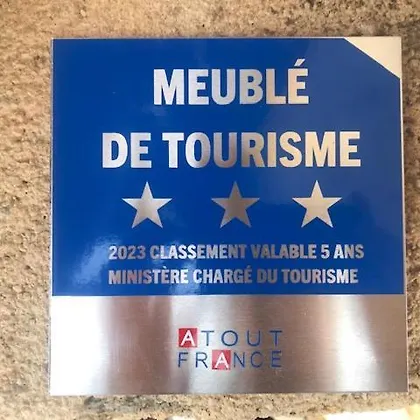 MEUBLÉ
DE TOURISME
2023 CLASSEMENT VALABLE 5 ANS
MINISTÈRE CHARGÉ DU TOURISME
ATOUT
FRANCE